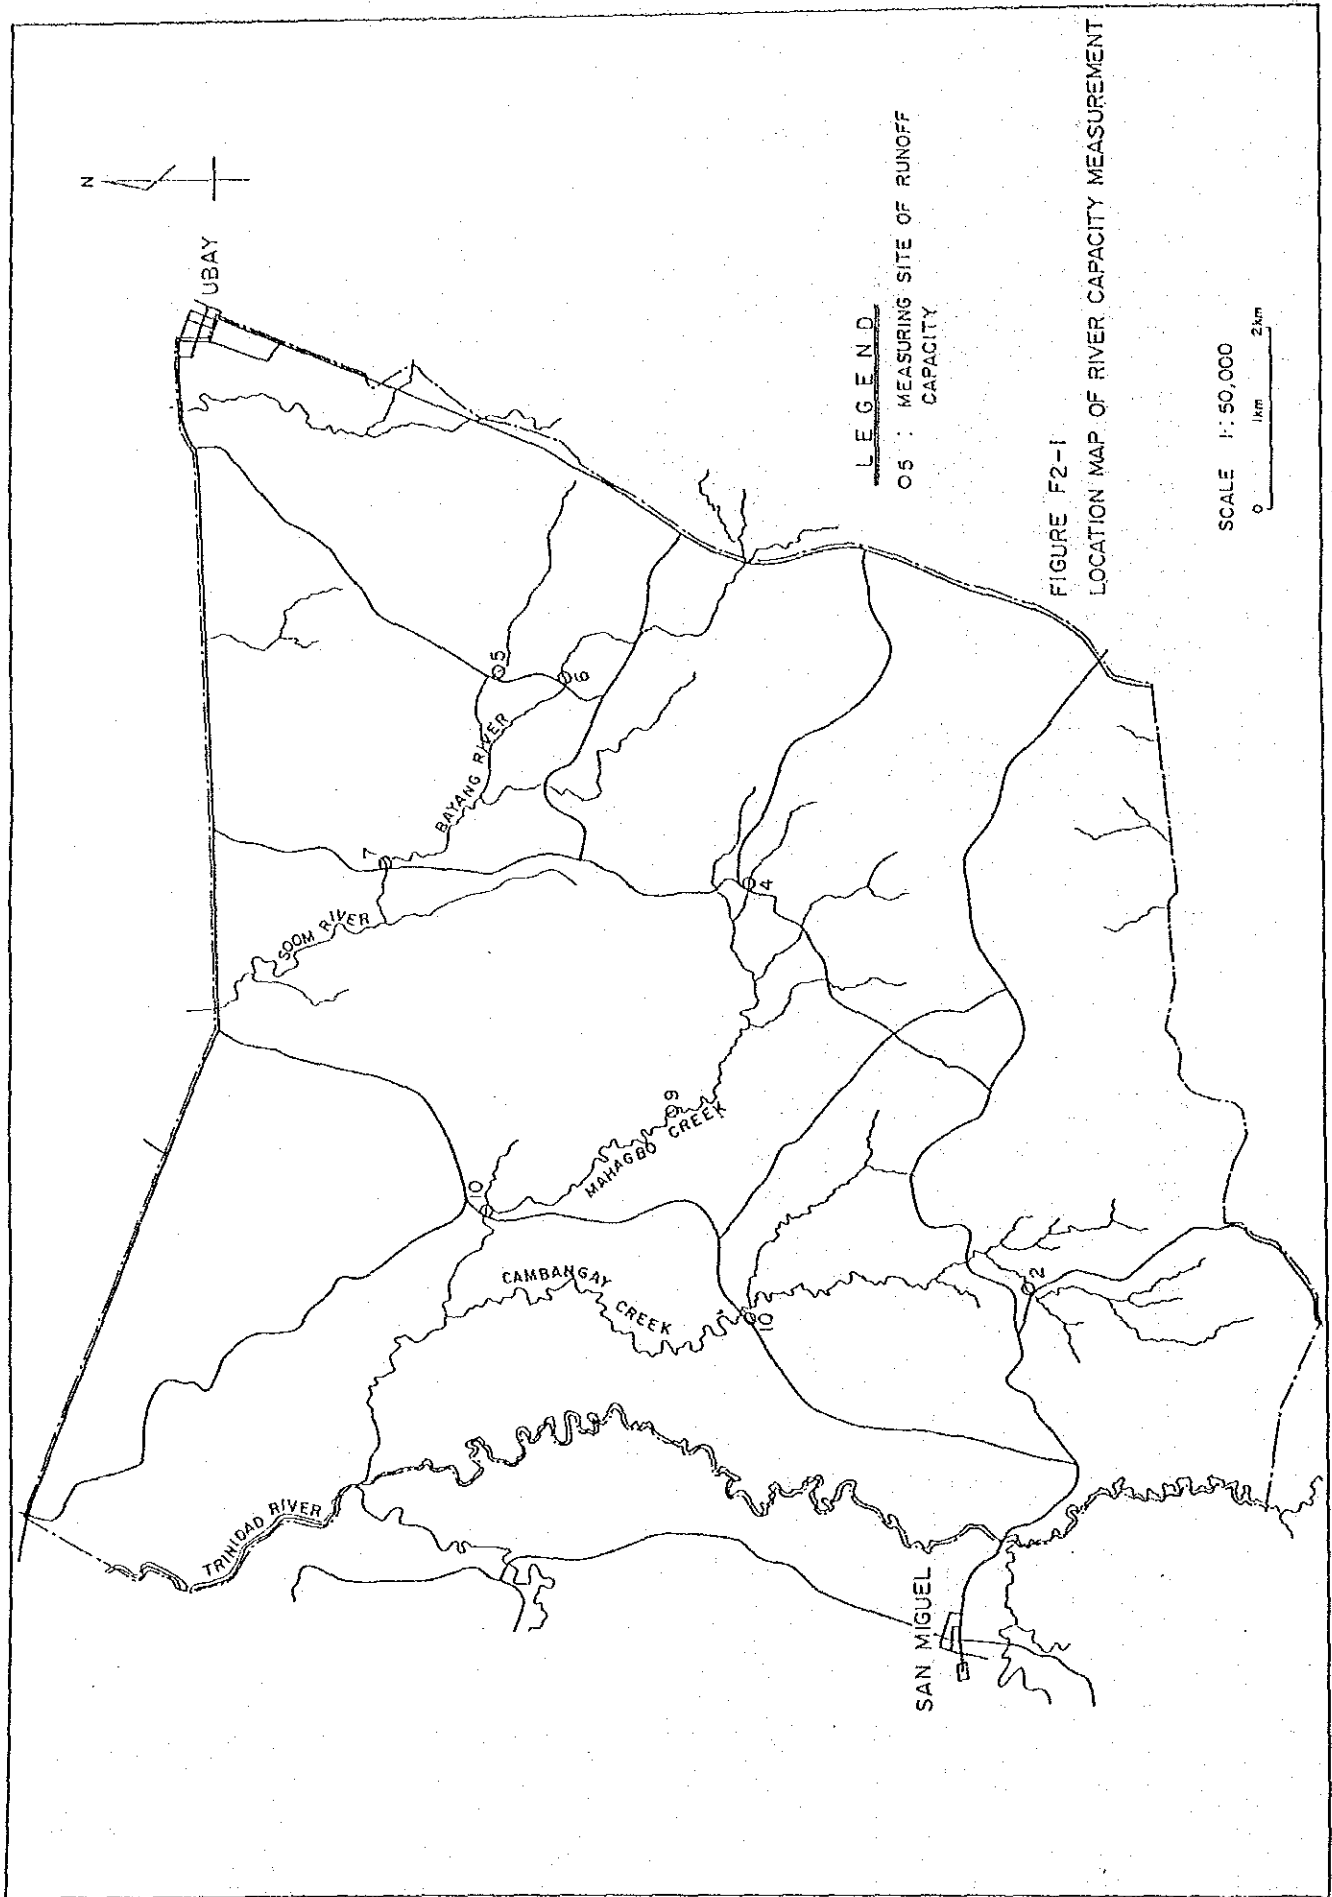 N
UBAY
LEGEND
05 : MEASURING SITE OF RUNOFF
CAPACITY
FIGURE F2-1
LOCATION MAP OF RIVER CAPACITY MEASUREMENT
SCALE 1:50,000
0 1km 2km
5
6
BAYANG RIVER
7
SOOM RIVER
4
9
MAHAGBO CREEK
10
CAMBANGAY
CREEK
10
2
TRINIDAD RIVER
SAN MIGUEL